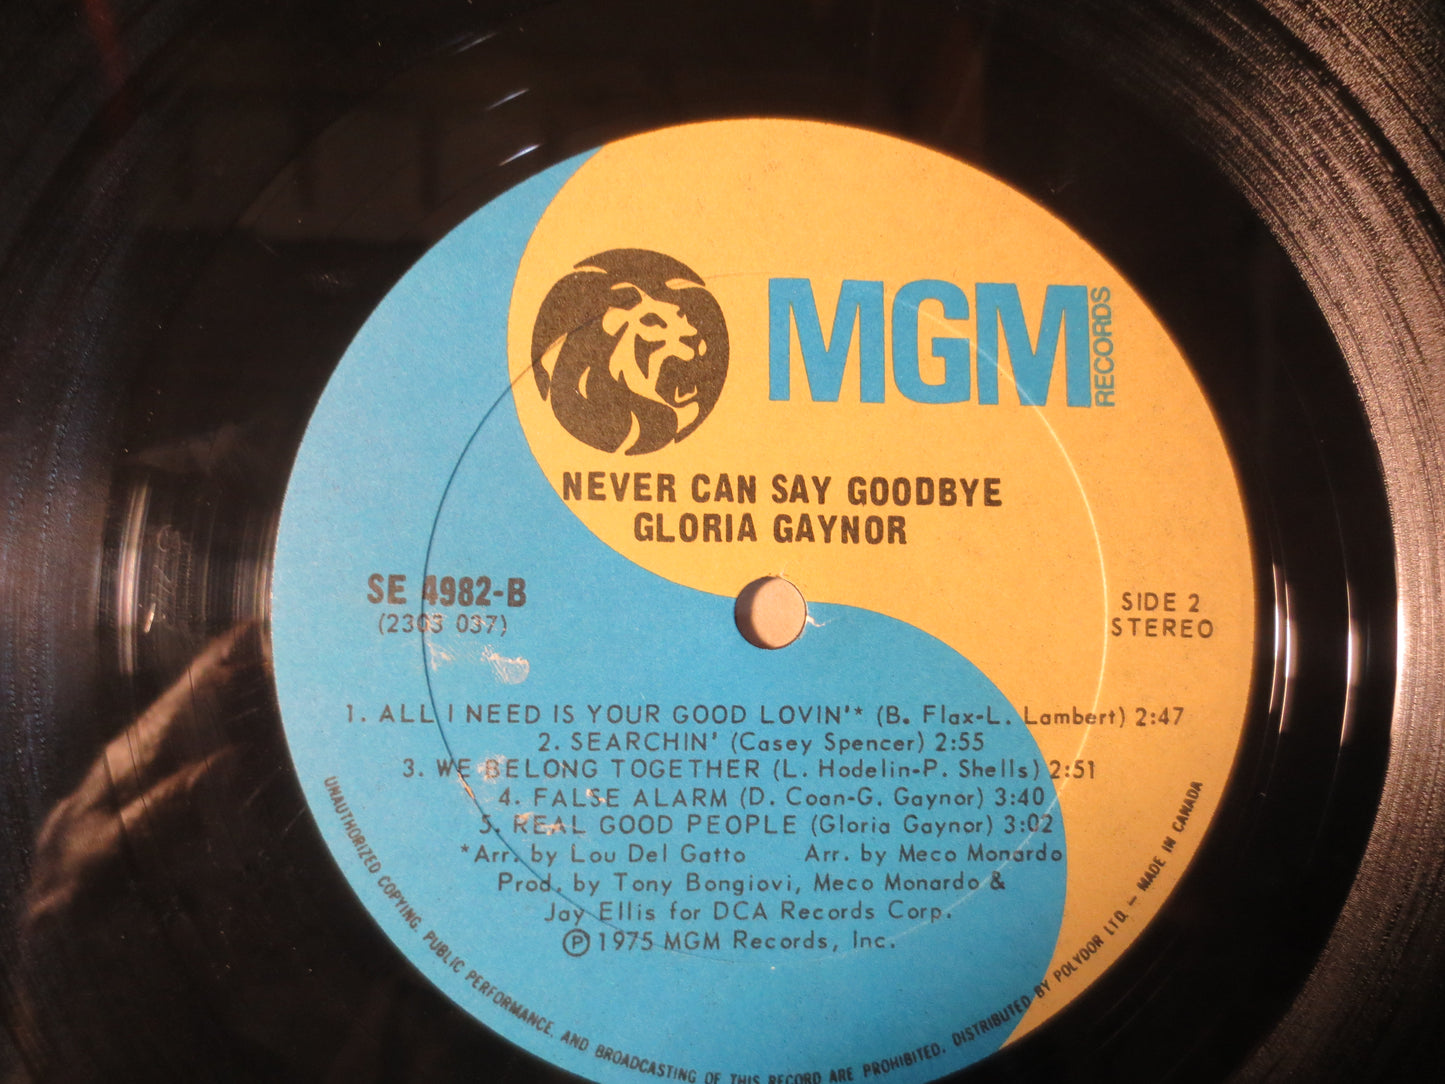 MGM RECORDS
NEVER CAN SAY GOODBYE
GLORIA GAYNOR
SE 4982-B
(2303 037)
SIDE 2
STEREO
1. ALL I NEED IS YOUR GOOD LOVIN'* (B. Flax-L. Lambert) 2:47
2. SEARCHIN' (Casey Spencer) 2:55
3. WE BELONG TOGETHER (L. Hodelin-P. Shells) 2:51
4. FALSE ALARM (D. Coan-G. Gaynor) 3:40
5. REAL GOOD PEOPLE (Gloria Gaynor) 3:02
*Arr. by Lou Del Gatto Arr. by Meco Monardo
Prod. by Tony Bongiovi, Meco Monardo &
Jay Ellis for DCA Records Corp.
Ⓟ 1975 MGM Records, Inc.
UNAUTHORIZED COPYING, PUBLIC PERFORMANCE, AND BROADCASTING OF THIS RECORD ARE PROHIBITED. DISTRIBUTED BY POLYDOR LTD. – MADE IN CANADA